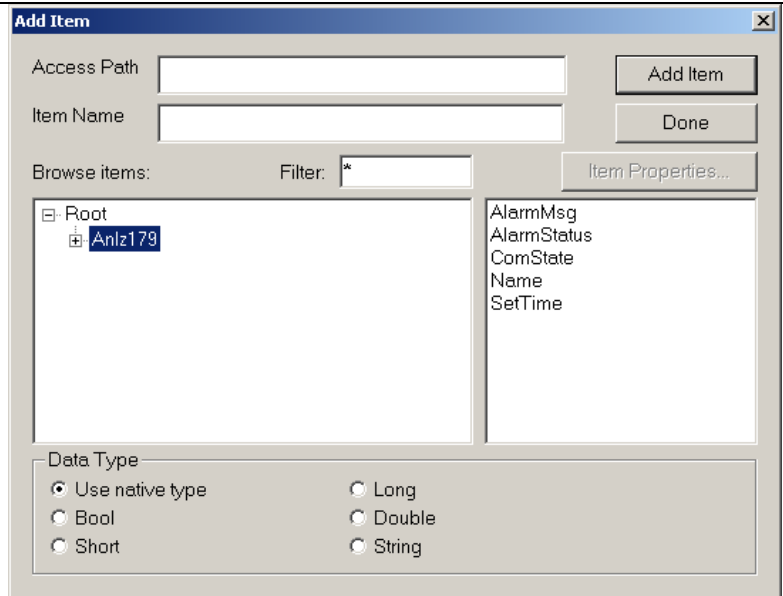 Add Item
Access Path
Add Item
Item Name
Done
Browse items: Filter: *
Item Properties...
Root
Anlz179
AlarmMsg
AlarmStatus
ComState
Name
SetTime
Data Type
Use native type
Long
Bool
Double
Short
String